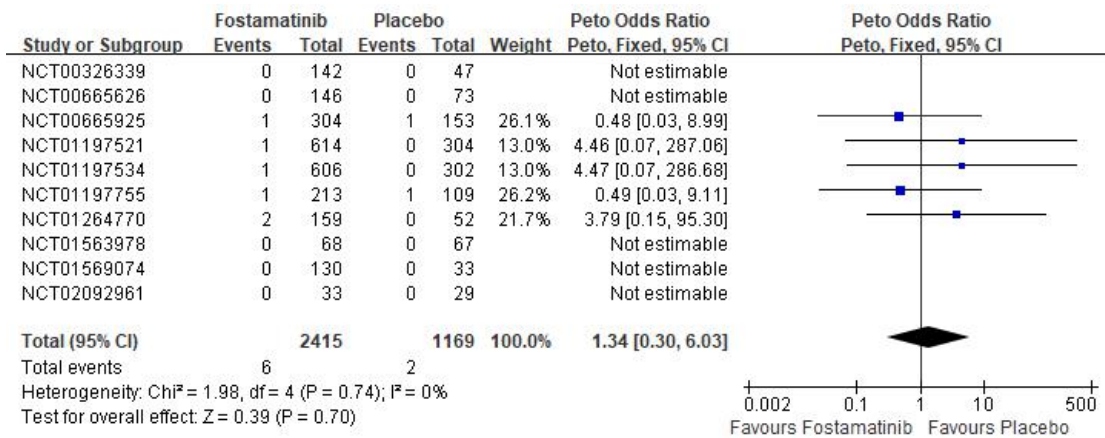 Fostamatinib Placebo Peto Odds Ratio Peto Odds Ratio
Study or Subgroup Events Total Events Total Weight Peto, Fixed, 95% CI Peto, Fixed, 95% CI
NCT00326339 0 142 0 47 Not estimable
NCT00665626 0 146 0 73 Not estimable
NCT00665925 1 304 1 153 26.1% 0.48 [0.03, 8.99]
NCT01197521 1 614 0 304 13.0% 4.46 [0.07, 287.06]
NCT01197534 1 606 0 302 13.0% 4.47 [0.07, 286.68]
NCT01197755 1 213 1 109 26.2% 0.49 [0.03, 9.11]
NCT01264770 2 159 0 52 21.7% 3.79 [0.15, 95.30]
NCT01563978 0 68 0 67 Not estimable
NCT01569074 0 130 0 33 Not estimable
NCT02092961 0 33 0 29 Not estimable
Total (95% CI) 2415 1169 100.0% 1.34 [0.30, 6.03]
Total events 6 2
Heterogeneity: Chi² = 1.98, df = 4 (P = 0.74); I² = 0%
Test for overall effect: Z = 0.39 (P = 0.70)
0.002 0.1 1 10 500
Favours Fostamatinib Favours Placebo